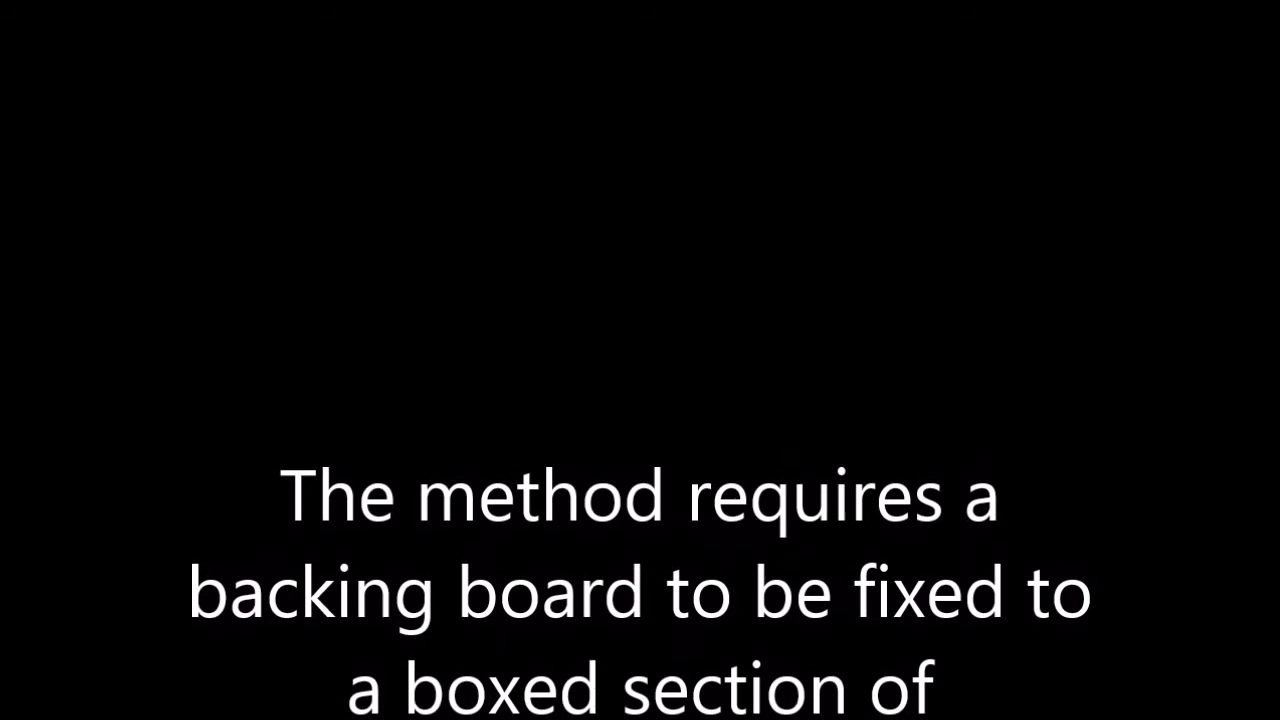 The method requires a
backing board to be fixed to
a boxed section of